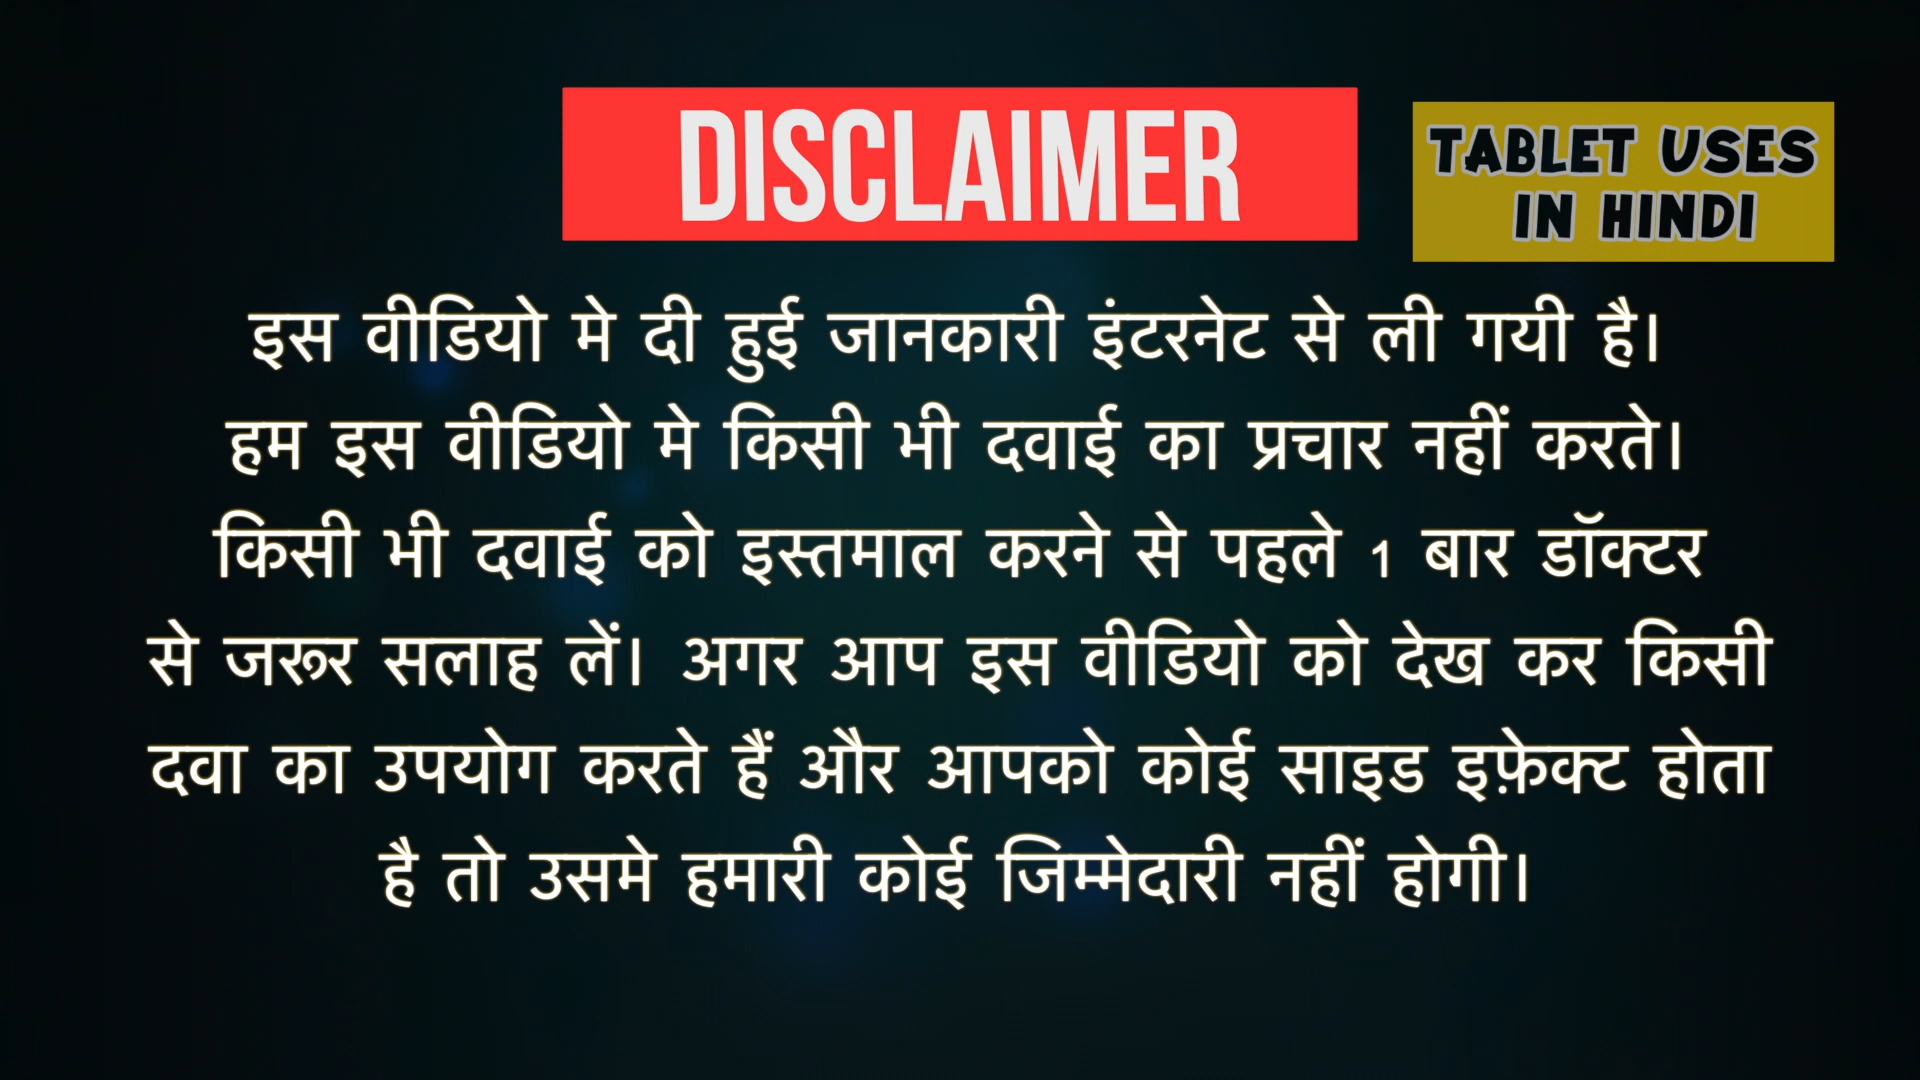 DISCLAIMER
TABLET USES
IN HINDI
इस वीडियो मे दी हुई जानकारी इंटरनेट से ली गयी है।
हम इस वीडियो मे किसी भी दवाई का प्रचार नहीं करते।
किसी भी दवाई को इस्तमाल करने से पहले 1 बार डॉक्टर
से जरूर सलाह लें। अगर आप इस वीडियो को देख कर किसी
दवा का उपयोग करते हैं और आपको कोई साइड इफ़ेक्ट होता
है तो उसमे हमारी कोई जिम्मेदारी नहीं होगी।